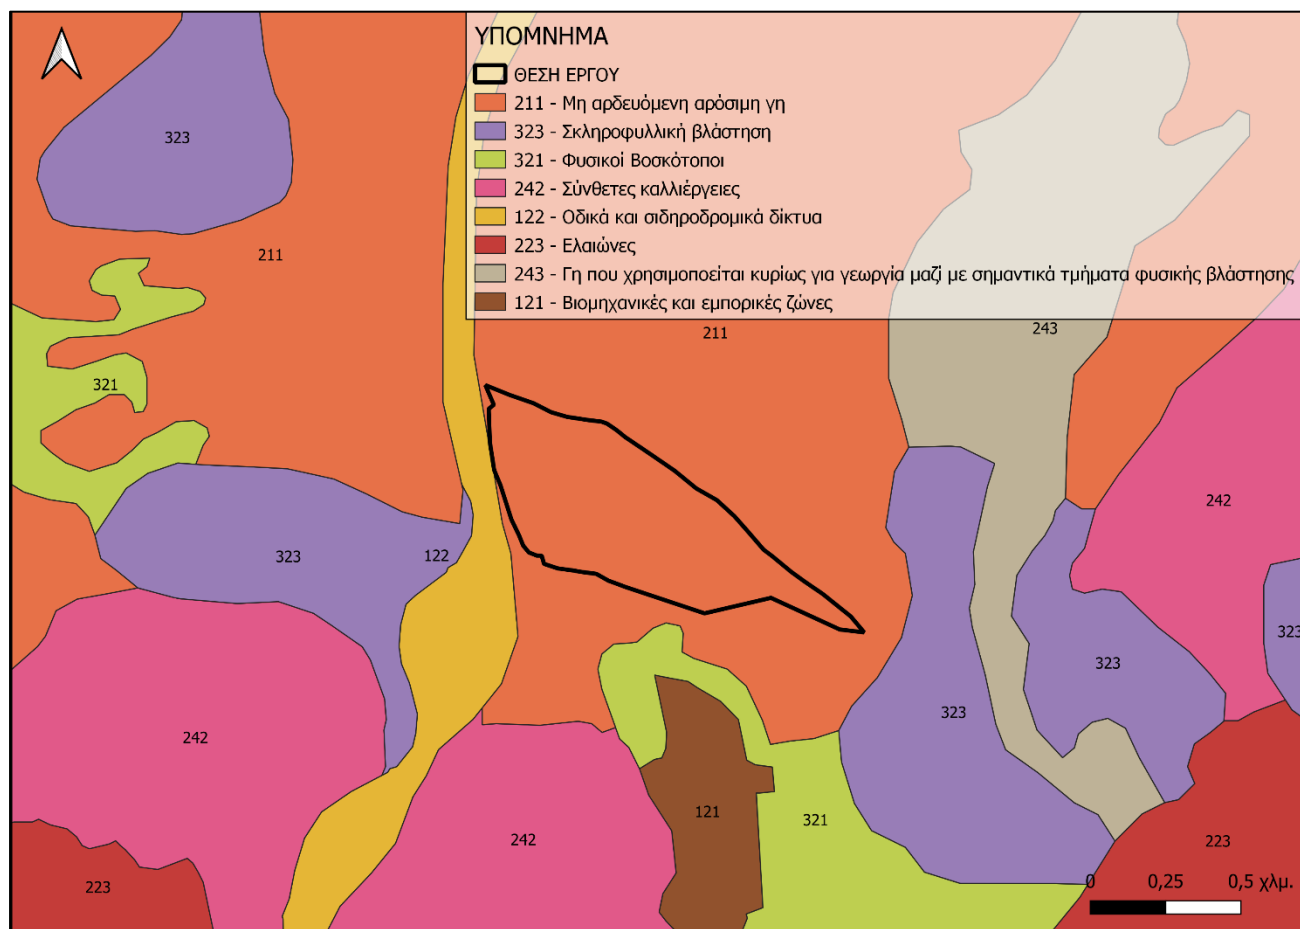 ΥΠΟΜΝΗΜΑ
ΘΕΣΗ ΕΡΓΟΥ
211 - Μη αρδευόμενη αρόσιμη γη
323 - Σκληροφυλλική βλάστηση
321 - Φυσικοί Βοσκότοποι
242 - Σύνθετες καλλιέργειες
122 - Οδικά και σιδηροδρομικά δίκτυα
223 - Ελαιώνες
243 - Γη που χρησιμοποείται κυρίως για γεωργία μαζί με σημαντικά τμήματα φυσικής βλάστησης
121 - Βιομηχανικές και εμπορικές ζώνες
323
211
211
243
321
242
323
122
323
323
323
242
121
321
242
223
223
0 0,25 0,5 χλμ.